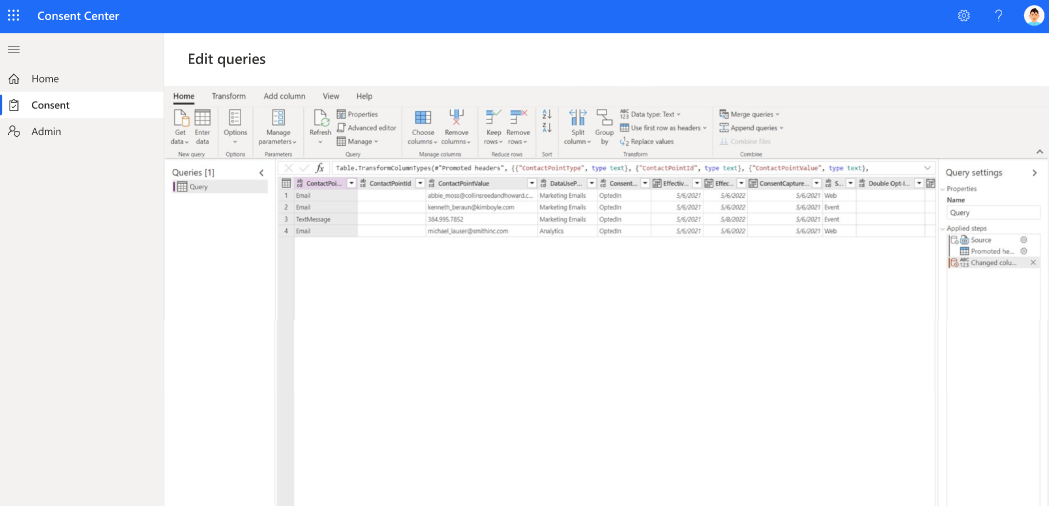 Consent Center
Edit queries
Home
Consent
Admin
Home Transform Add column View Help
Get data Enter data Options Manage parameters Refresh Properties Advanced editor Manage Choose columns Remove columns Keep rows Remove rows Split column Group by Data type: Text Use first row as headers Replace values Merge queries Append queries Combine files
New query Options Parameters Query Manage columns Reduce rows Sort Transform Combine
Queries [1]
Query
Table.TransformColumnTypes(#"Promoted headers", {{"ContactPointType", type text}, {"ContactPointId", type text}, {"ContactPointValue", type text},
ContactPoi... ContactPointId ContactPointValue DataUseP... Consent... Effectiv... Effec... ConsentCapture... S... Double Opt-I...
1 Email abbie_moss@collinsreedandhoward.c... Marketing Emails OptedIn 5/6/2021 5/6/2022 5/6/2021 Web
2 Email kenneth_beraun@kimboyle.com Marketing Emails OptedIn 5/6/2021 5/6/2022 5/6/2021 Event
3 TextMessage 384.995.7852 Marketing Emails OptedIn 5/6/2021 5/8/2022 5/6/2021 Event
4 Email michael_lauser@smithinc.com Analytics OptedIn 5/6/2021 5/6/2022 5/6/2021 Web
Query settings
Properties
Name
Query
Applied steps
Source
Promoted he...
Changed colu...